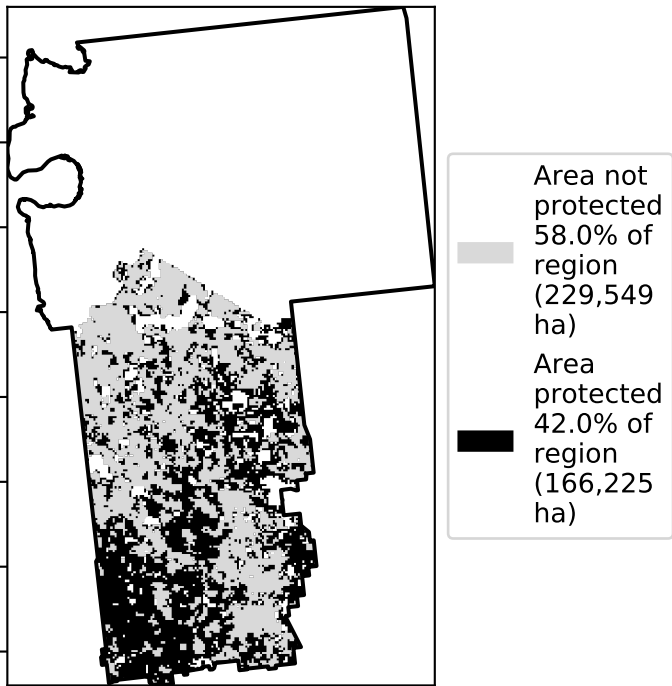 Area not
protected
58.0% of
region
(229,549
ha)
Area
protected
42.0% of
region
(166,225
ha)